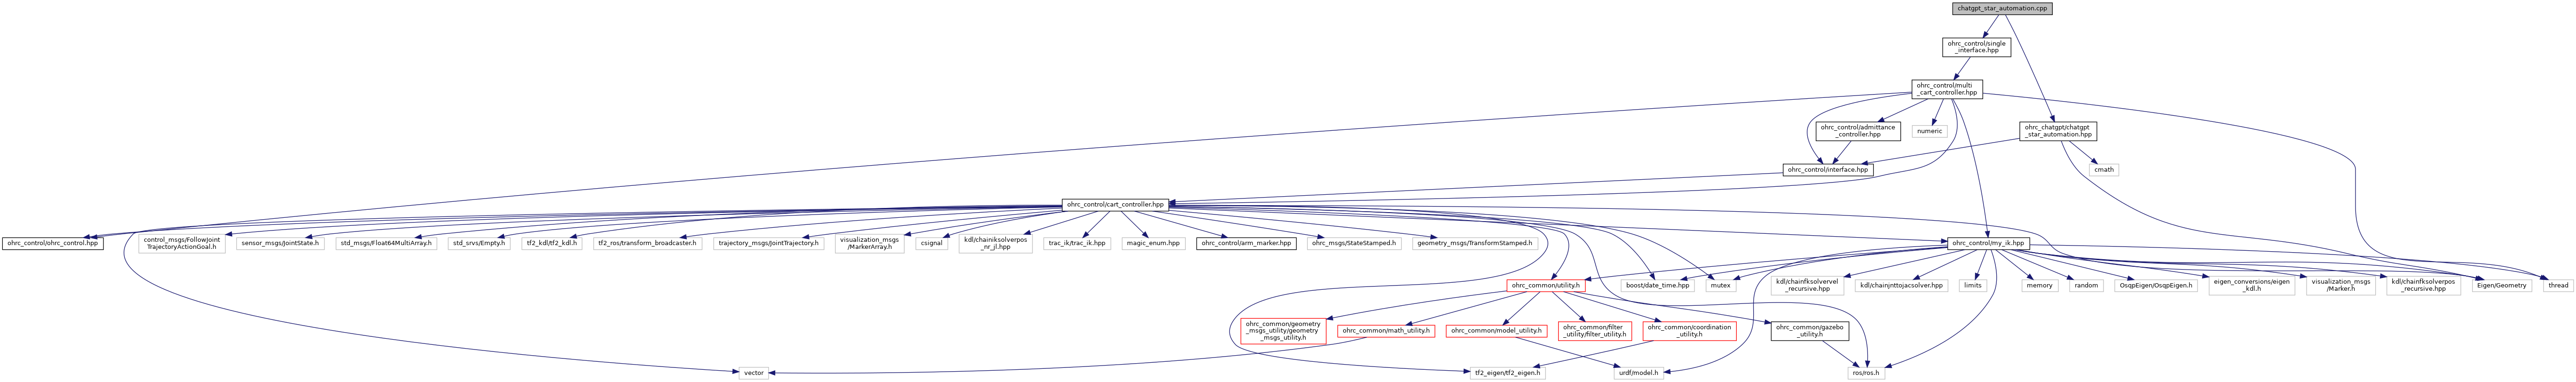 chatgpt_star_automation.cpp
ohrc_control/single
_interface.hpp
ohrc_control/multi
_cart_controller.hpp
ohrc_control/admittance
_controller.hpp
numeric
ohrc_chatgpt/chatgpt
_star_automation.hpp
ohrc_control/interface.hpp
cmath
ohrc_control/cart_controller.hpp
ohrc_control/ohrc_control.hpp
control_msgs/FollowJoint
TrajectoryActionGoal.h
sensor_msgs/JointState.h
std_msgs/Float64MultiArray.h
std_srvs/Empty.h
tf2_kdl/tf2_kdl.h
tf2_ros/transform_broadcaster.h
trajectory_msgs/JointTrajectory.h
visualization_msgs
/MarkerArray.h
csignal
kdl/chainiksolverpos
_nr_jl.hpp
trac_ik/trac_ik.hpp
magic_enum.hpp
ohrc_control/arm_marker.hpp
ohrc_msgs/StateStamped.h
geometry_msgs/TransformStamped.h
ohrc_control/my_ik.hpp
ohrc_common/utility.h
boost/date_time.hpp
mutex
kdl/chainfksolvervel
_recursive.hpp
kdl/chainjnttojacsolver.hpp
limits
memory
random
OsqpEigen/OsqpEigen.h
eigen_conversions/eigen
_kdl.h
visualization_msgs
/Marker.h
kdl/chainfksolverpos
_recursive.hpp
Eigen/Geometry
thread
ohrc_common/geometry
_msgs_utility/geometry
_msgs_utility.h
ohrc_common/math_utility.h
ohrc_common/model_utility.h
ohrc_common/filter
_utility/filter_utility.h
ohrc_common/coordination
_utility.h
ohrc_common/gazebo
_utility.h
vector
tf2_eigen/tf2_eigen.h
urdf/model.h
ros/ros.h